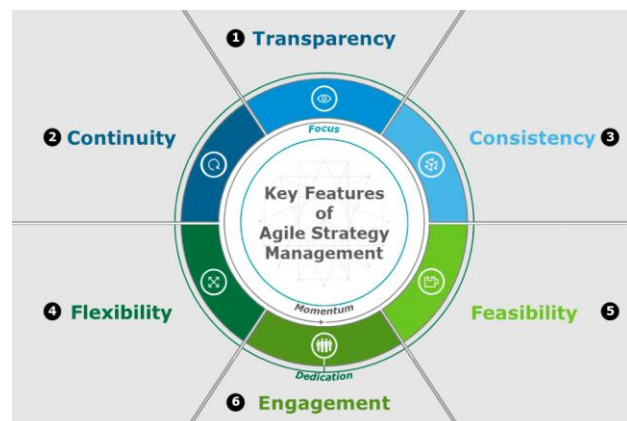 1 Transparency
2 Continuity
Consistency 3
Focus
Key Features
of
Agile Strategy
Management
4 Flexibility
Feasibility 5
Momentum
Dedication
6 Engagement